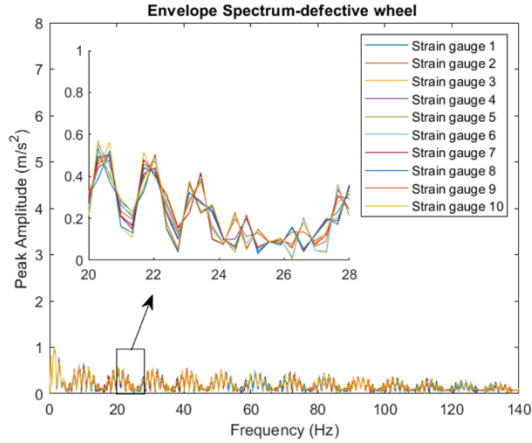 Envelope Spectrum-defective wheel
Peak Amplitude (m/s²)
8
7
6
5
4
3
2
1
0
1
0.8
0.6
0.4
0.2
0
20 22 24 26 28
Strain gauge 1
Strain gauge 2
Strain gauge 3
Strain gauge 4
Strain gauge 5
Strain gauge 6
Strain gauge 7
Strain gauge 8
Strain gauge 9
Strain gauge 10
0 20 40 60 80 100 120 140
Frequency (Hz)